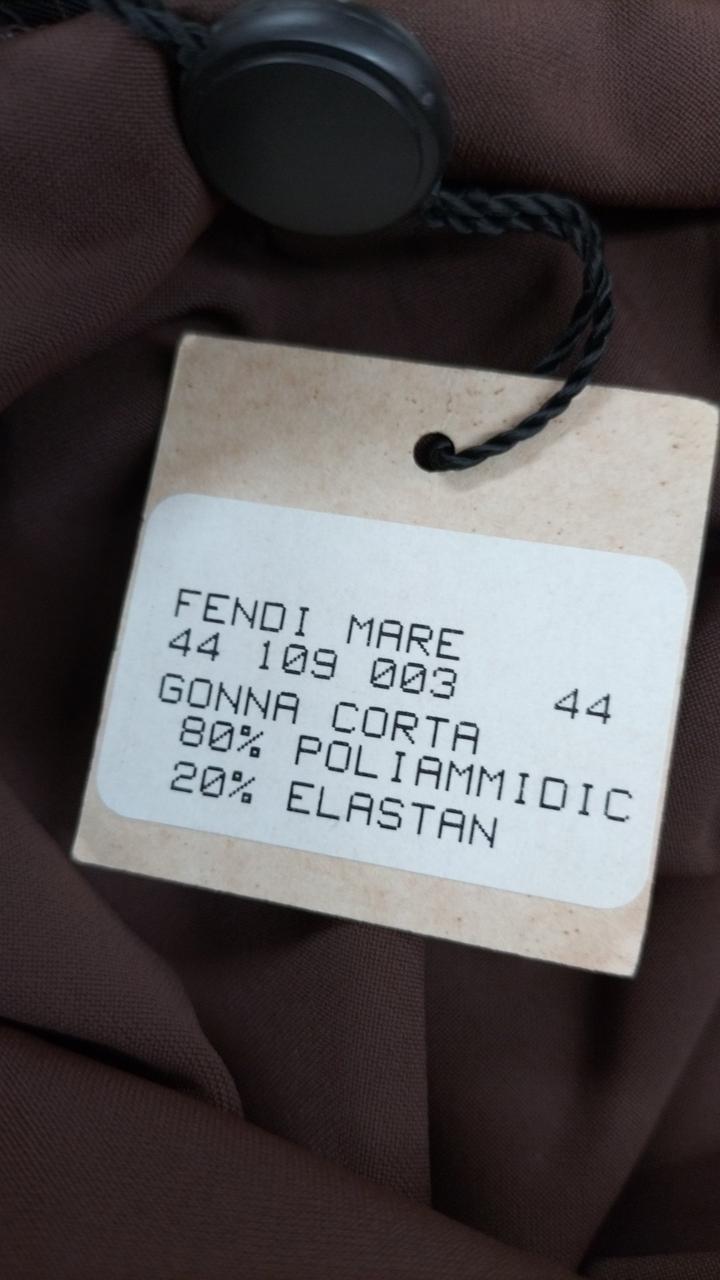 FENDI MARE
44 109 003 44
GONNA CORTA
80% POLIAMMIDIC
20% ELASTAN